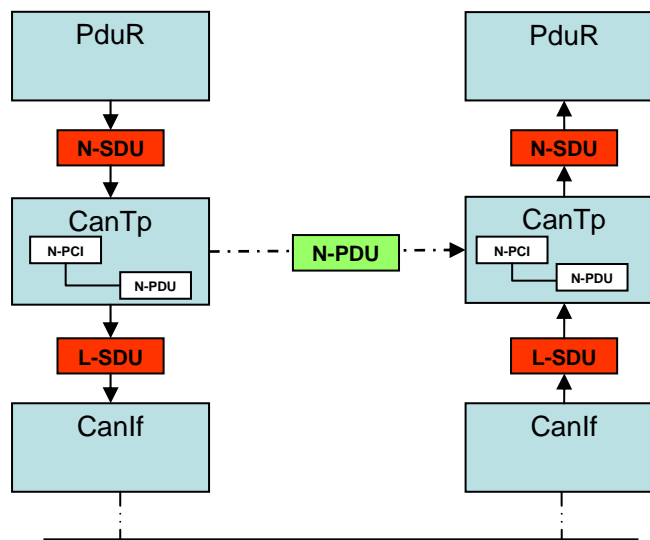 PduR
PduR
N-SDU
N-SDU
CanTp
CanTp
N-PCI
N-PCI
N-PDU
N-PDU
N-PDU
L-SDU
L-SDU
CanIf
CanIf